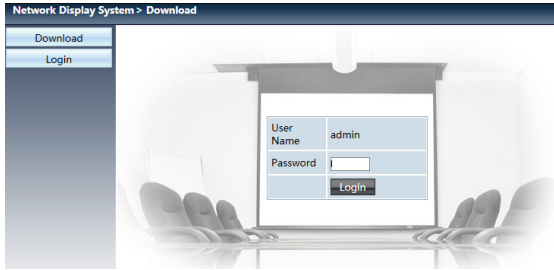 Network Display System > Download
Download
Login
User
Name
admin
Password
Login